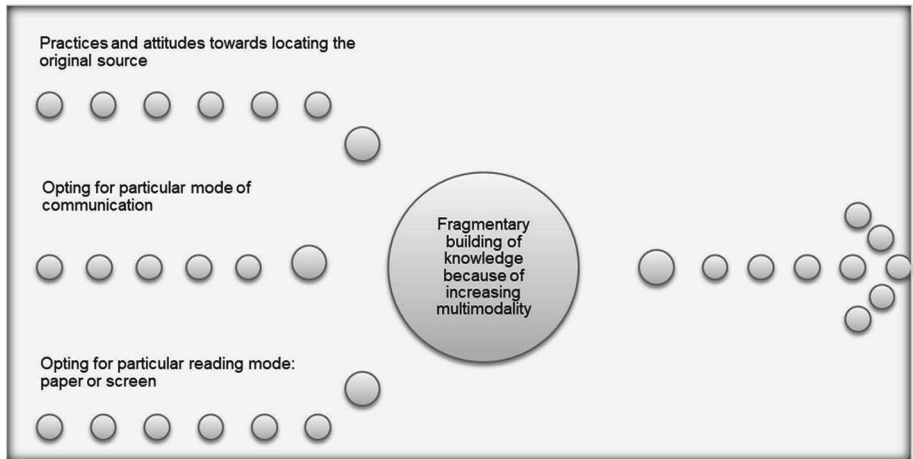 Practices and attitudes towards locating the
original source
Opting for particular mode of
communication
Fragmentary
building of
knowledge
because of
increasing
multimodality
Opting for particular reading mode:
paper or screen